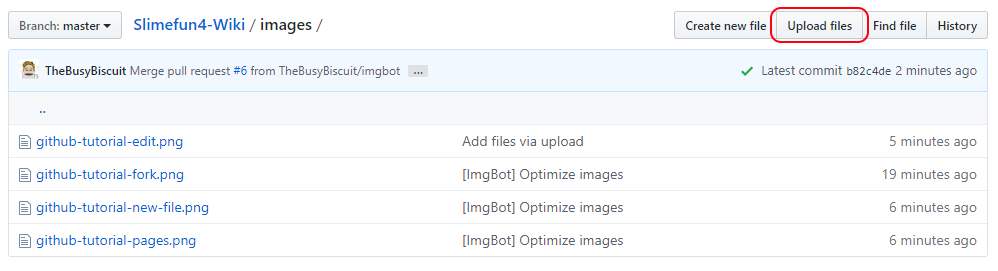 Branch: master Slimefun4-Wiki / images / Create new file Upload files Find file History
TheBusyBiscuit Merge pull request #6 from TheBusyBiscuit/imgbot ... Latest commit b82c4de 2 minutes ago
..
github-tutorial-edit.png Add files via upload 5 minutes ago
github-tutorial-fork.png [ImgBot] Optimize images 19 minutes ago
github-tutorial-new-file.png [ImgBot] Optimize images 6 minutes ago
github-tutorial-pages.png [ImgBot] Optimize images 6 minutes ago